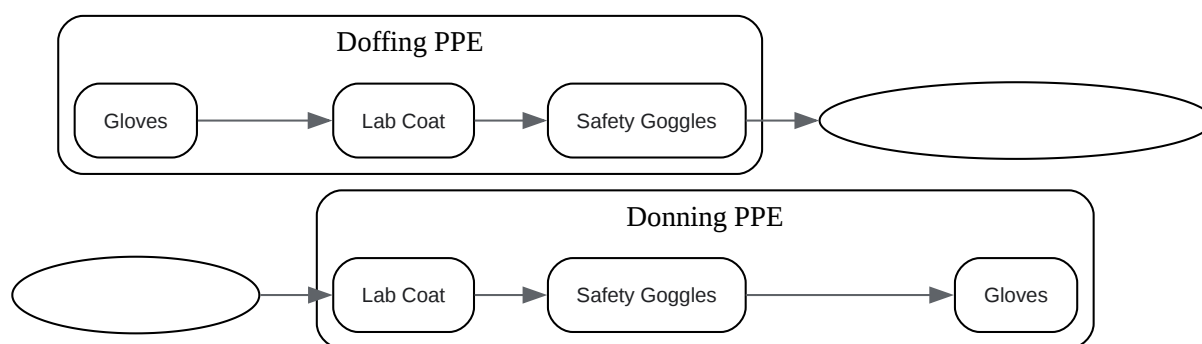 Doffing PPE
Gloves
Lab Coat
Safety Goggles
Donning PPE
Lab Coat
Safety Goggles
Gloves